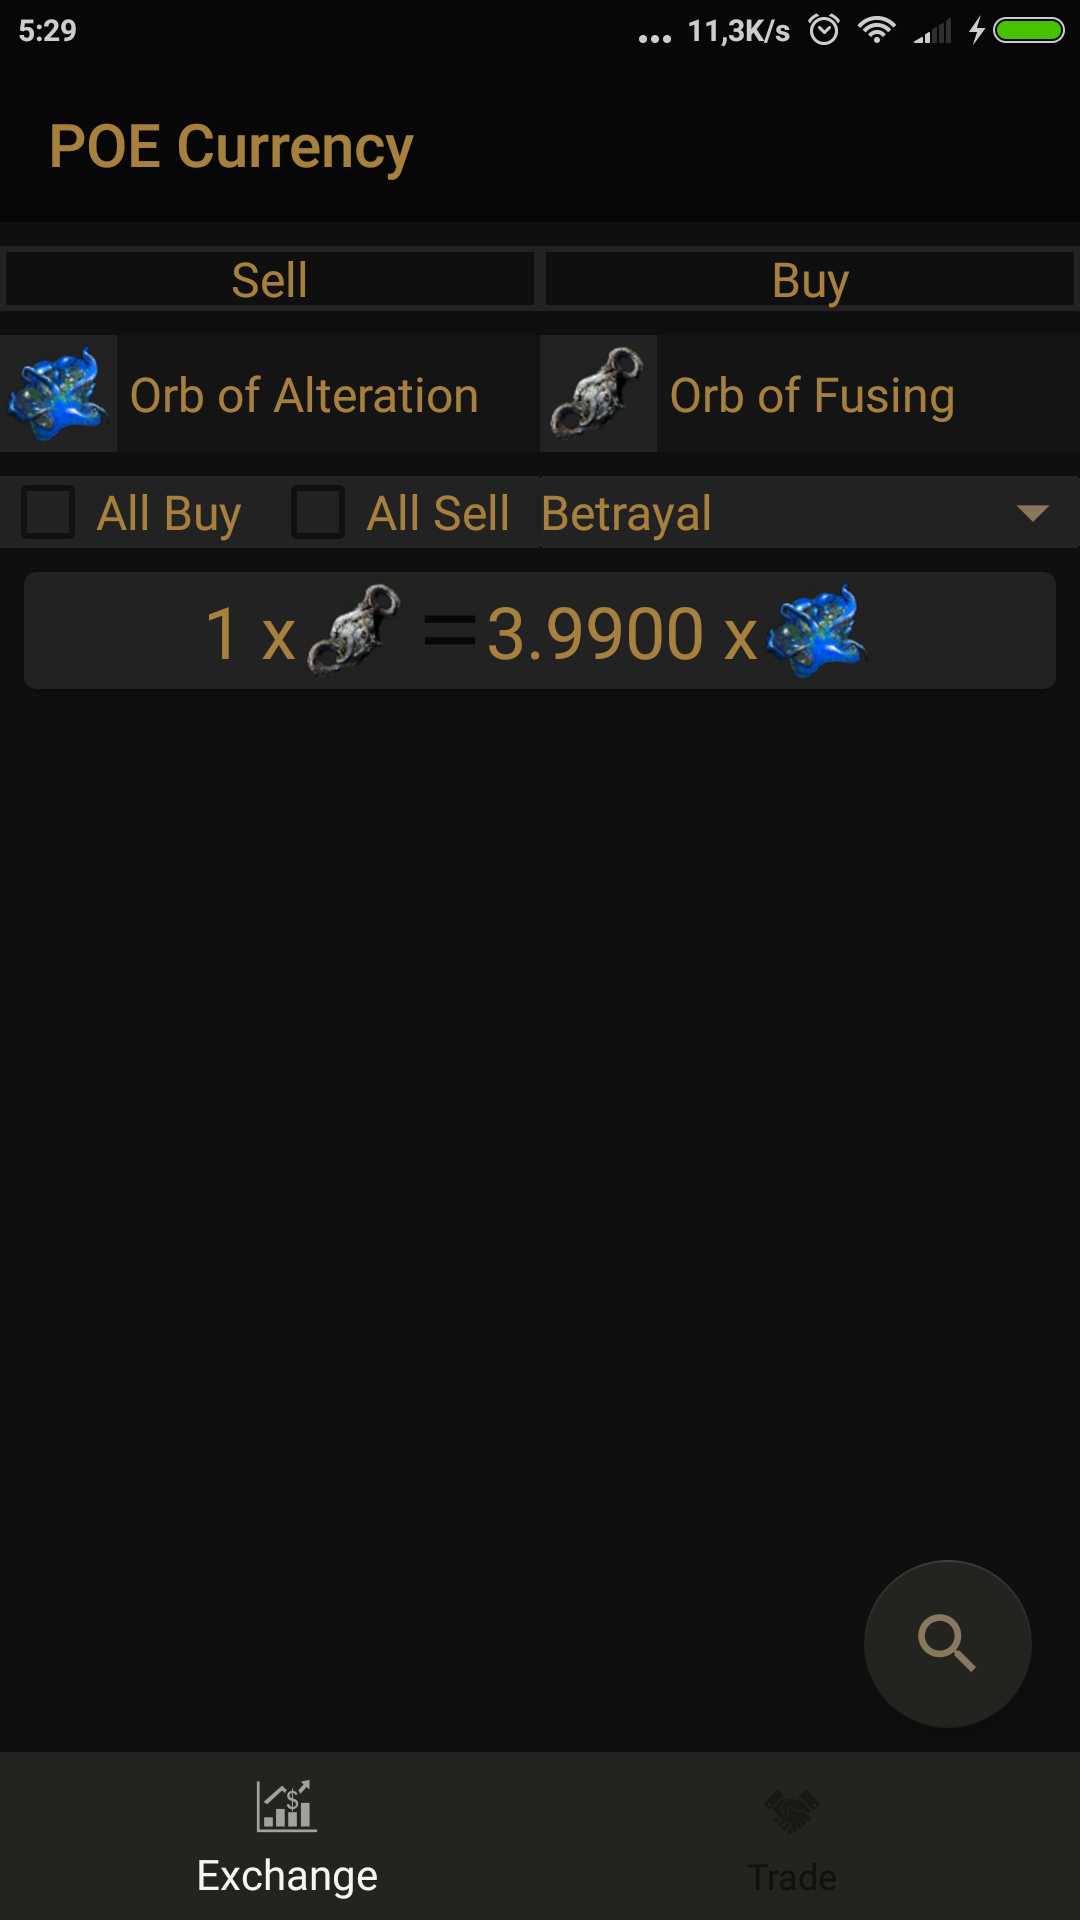 5:29 ... 11,3K/s
POE Currency
Sell Buy
Orb of Alteration Orb of Fusing
All Buy All Sell Betrayal
1 x = 3.9900 x
$
Exchange Trade